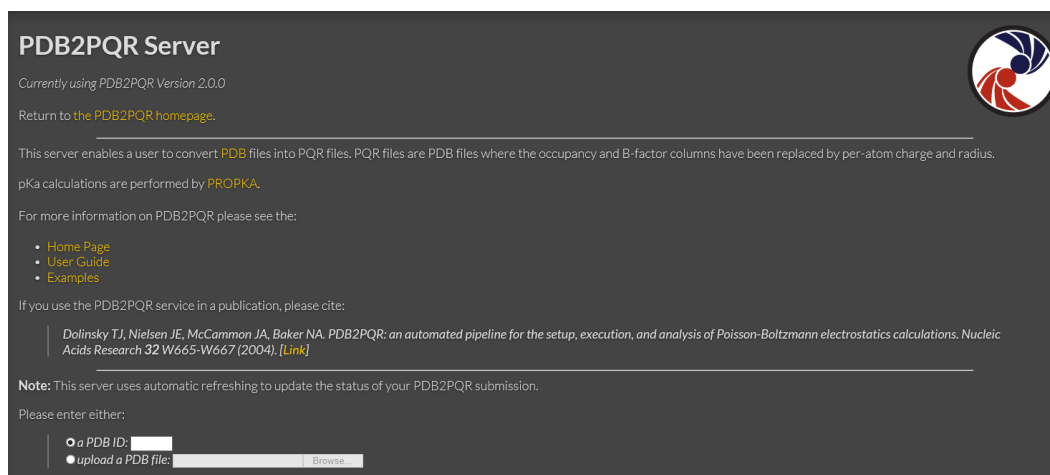 PDB2PQR Server
Currently using PDB2PQR Version 2.0.0
Return to the PDB2PQR homepage.
This server enables a user to convert PDB files into PQR files. PQR files are PDB files where the occupancy and B-factor columns have been replaced by per-atom charge and radius.
pKa calculations are performed by PROPKA.
For more information on PDB2PQR please see the:
• Home Page
• User Guide
• Examples
If you use the PDB2PQR service in a publication, please cite:
Dolinsky TJ, Nielsen JE, McCammon JA, Baker NA. PDB2PQR: an automated pipeline for the setup, execution, and analysis of Poisson-Boltzmann electrostatics calculations. Nucleic
Acids Research 32 W665-W667 (2004). [Link]
Note: This server uses automatic refreshing to update the status of your PDB2PQR submission.
Please enter either:
a PDB ID:
upload a PDB file: Browse...